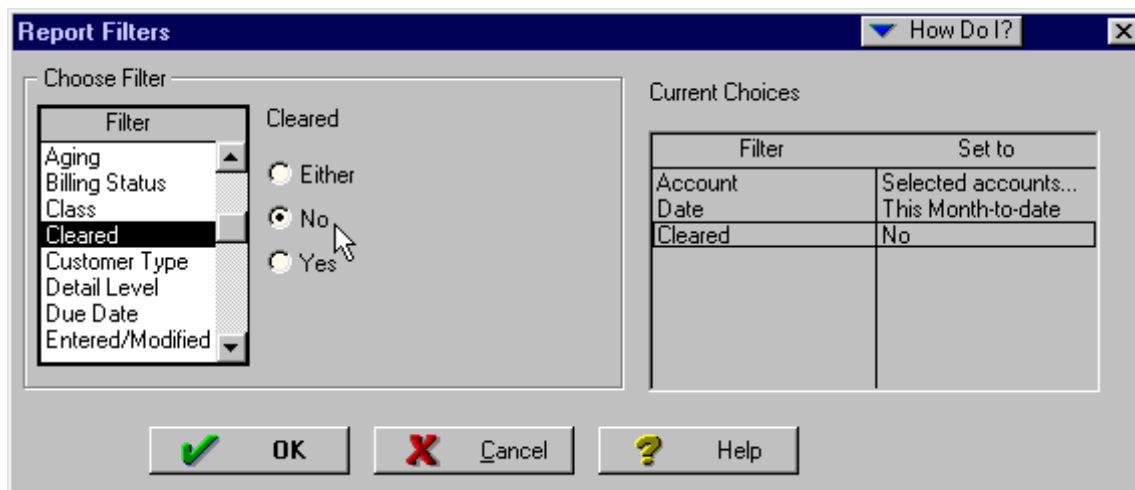 Report Filters
How Do I?
Choose Filter
Filter
Aging
Billing Status
Class
Cleared
Customer Type
Detail Level
Due Date
Entered/Modified
Cleared
Either
No
Yes
Current Choices
Filter Set to
Account Selected accounts...
Date This Month-to-date
Cleared No
OK
Cancel
Help